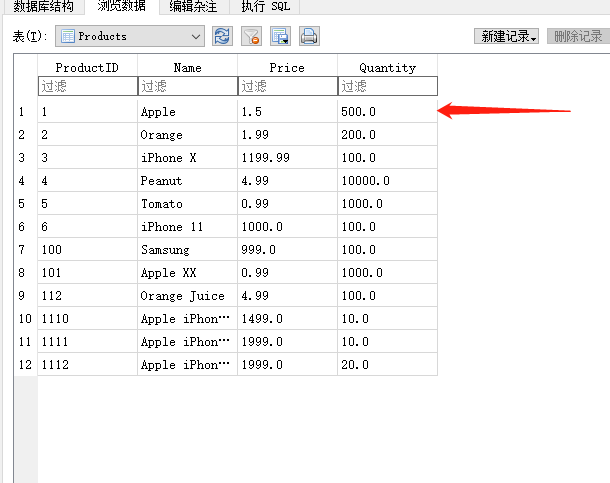 数据库结构 浏览数据 编辑杂注 执行 SQL
表(T): Products 新建记录 删除记录
ProductID Name Price Quantity
过滤 过滤 过滤 过滤
1 1 Apple 1.5 500.0
2 2 Orange 1.99 200.0
3 3 iPhone X 1199.99 100.0
4 4 Peanut 4.99 10000.0
5 5 Tomato 0.99 1000.0
6 6 iPhone 11 1000.0 100.0
7 100 Samsung 999.0 100.0
8 101 Apple XX 0.99 1000.0
9 112 Orange Juice 4.99 100.0
10 1110 Apple iPhon… 1499.0 10.0
11 1111 Apple iPhon… 1999.0 10.0
12 1112 Apple iPhon… 1999.0 20.0